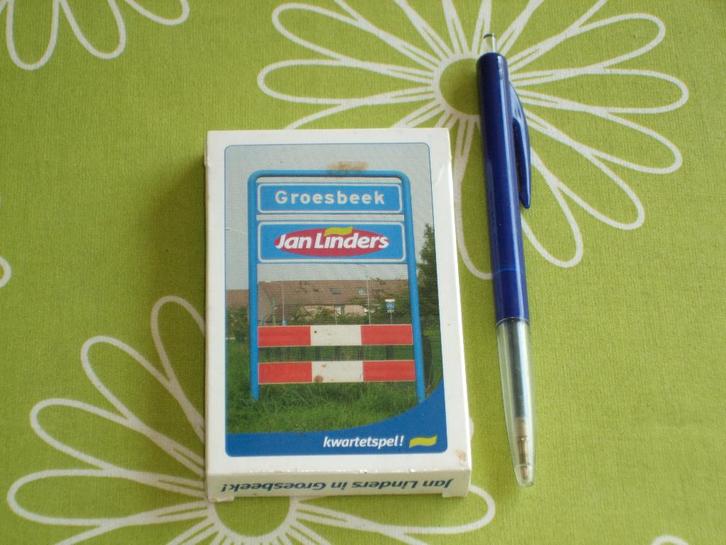 Groesbeek
Jan Linders
kwartetspel!
Jan Linders in Groesbeek!